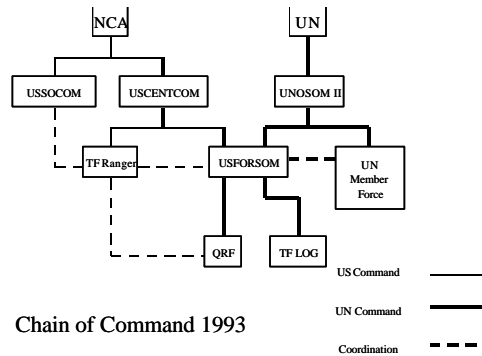 NCA
UN
USSOCOM
USCENTCOM
UNOSOM II
TF Ranger
USFORSOM
UN
Member
Force
QRF
TF LOG
US Command
UN Command
Chain of Command 1993
Coordination